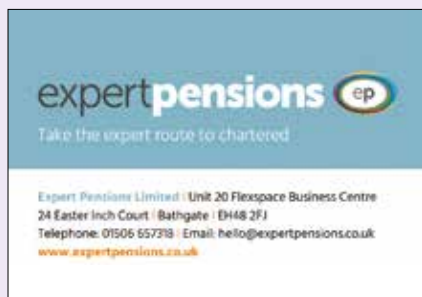 expertpensions ep
Take the expert route to chartered
Expert Pensions Limited | Unit 20 Flexspace Business Centre
24 Easter Inch Court | Bathgate | EH48 2FJ
Telephone: 01506 657318 | Email: hello@expertpensions.co.uk
www.expertpensions.co.uk